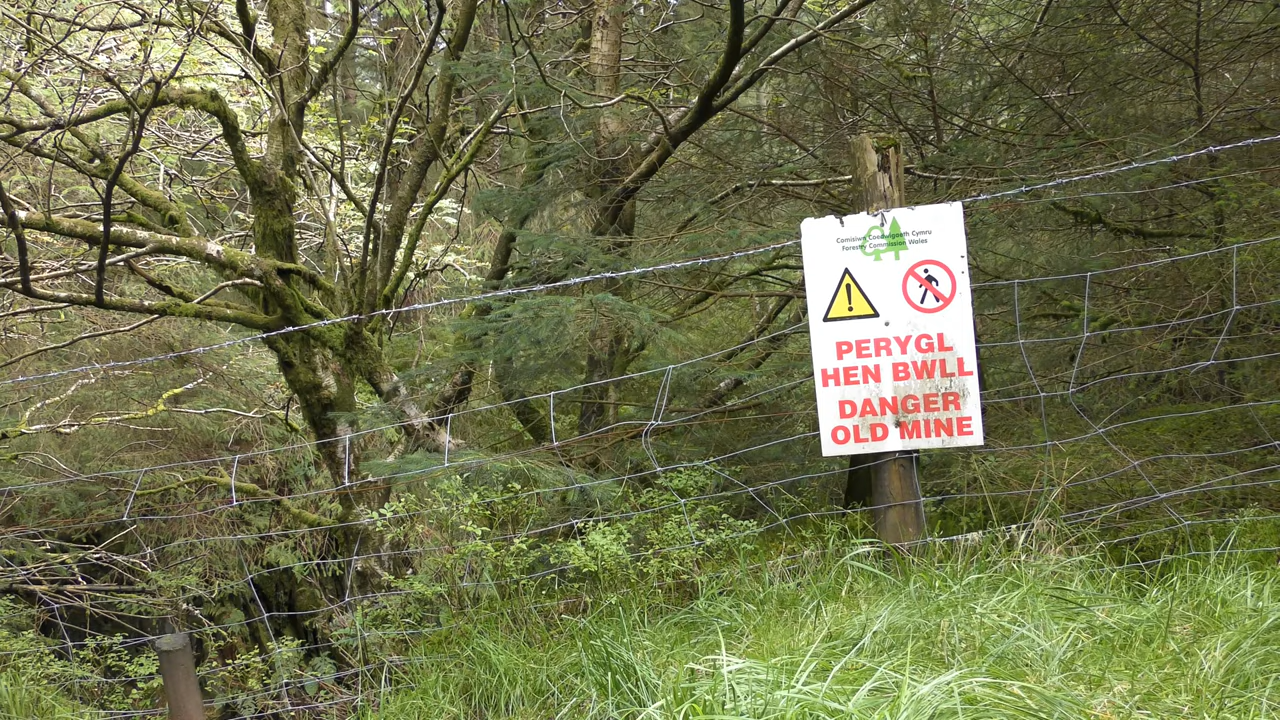 Comisiwn Coedwigaeth Cymru
Forestry Commission Wales
PERYGL
HEN BWLL
DANGER
OLD MINE